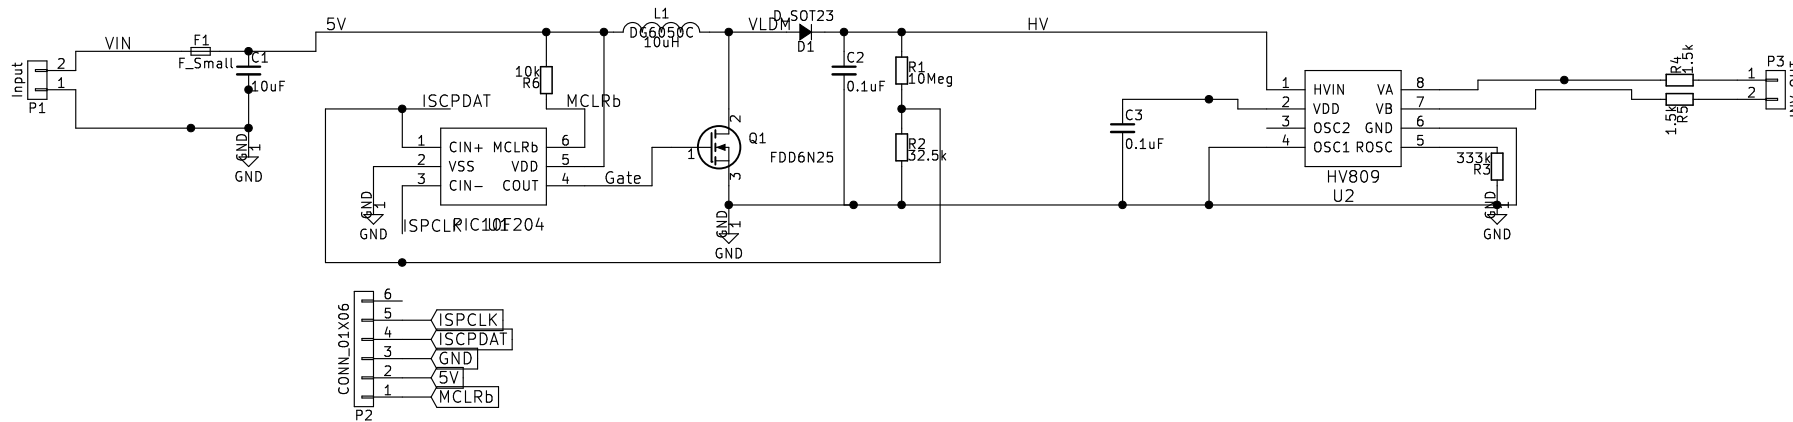 Input
P1
2
1
VIN
F1
F_Small
C1
10uF
GND
1
GND
5V
10k
R6
L1
DG6050C
10uH
VLDM
D_SOT23
D1
ISCPDAT
MCLRb
1
2
3
CIN+
VSS
CIN−
MCLRb
VDD
COUT
6
5
4
GND
1
GND
ISPCLK
PIC10F204
U1
Gate
1
2
3
Q1
FDD6N25
GND
1
GND
C2
0.1uF
R1
10Meg
R2
32.5k
HV
C3
0.1uF
1
2
3
4
HVIN
VDD
OSC2
OSC1
VA
VB
GND
ROSC
8
7
6
5
HV809
U2
333k
R3
GND
1
GND
R4
1.5k
1.5k
R5
P3
1
2
CONN_01X06
P2
6
5
4
3
2
1
ISPCLK
ISCPDAT
GND
5V
MCLRb